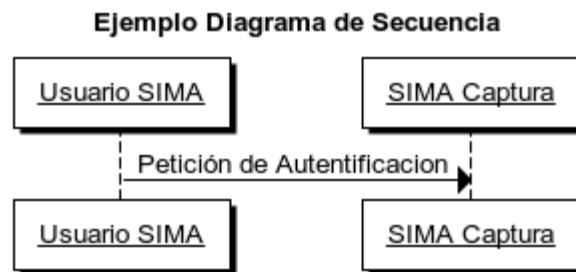 Ejemplo Diagrama de Secuencia
Usuario SIMA
SIMA Captura
Petición de Autentificacion
Usuario SIMA
SIMA Captura